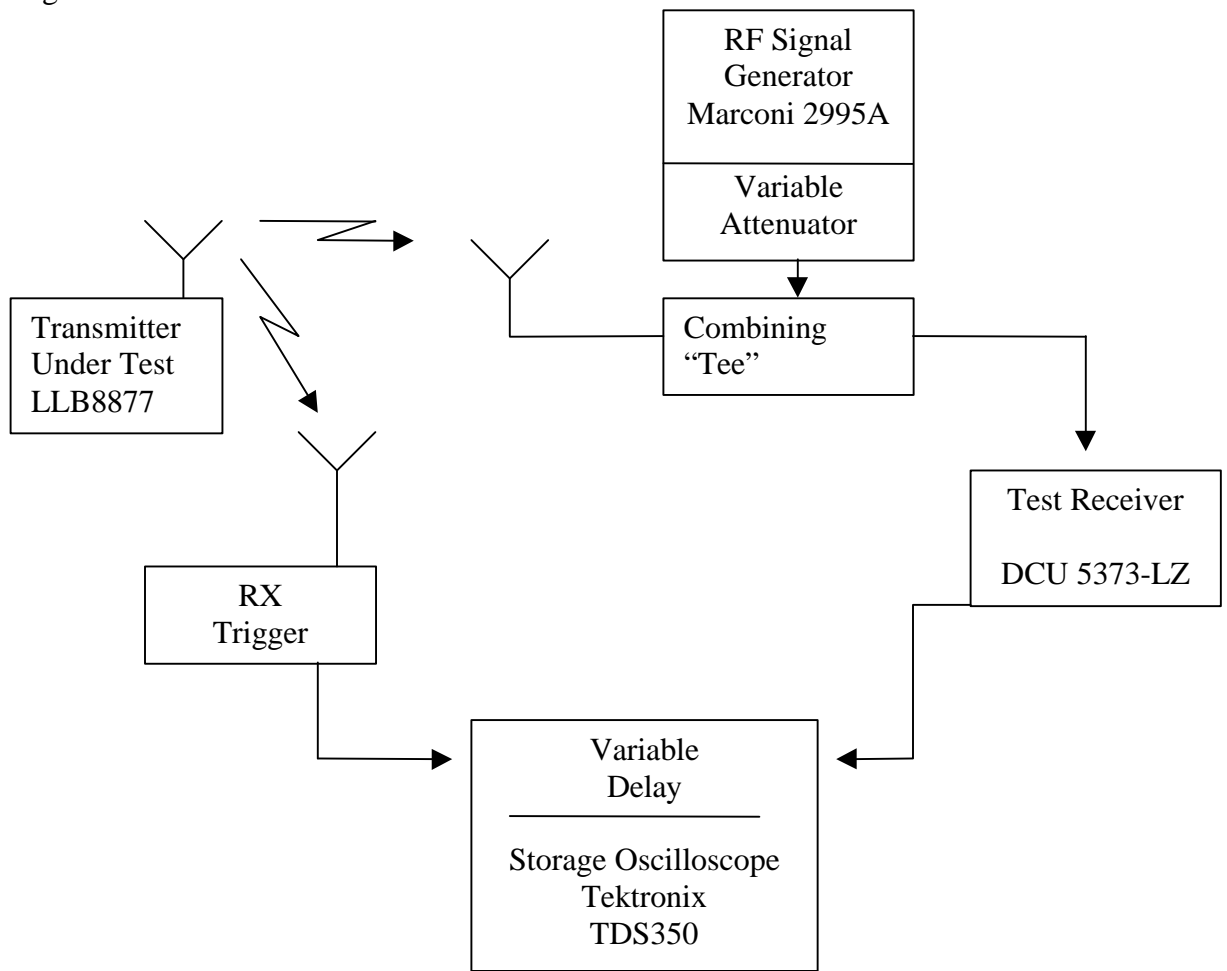 RF Signal
Generator
Marconi 2995A
Variable
Attenuator
Transmitter
Under Test
LLB8877
Combining
“Tee”
Test Receiver
DCU 5373-LZ
RX
Trigger
Variable
Delay
Storage Oscilloscope
Tektronix
TDS350